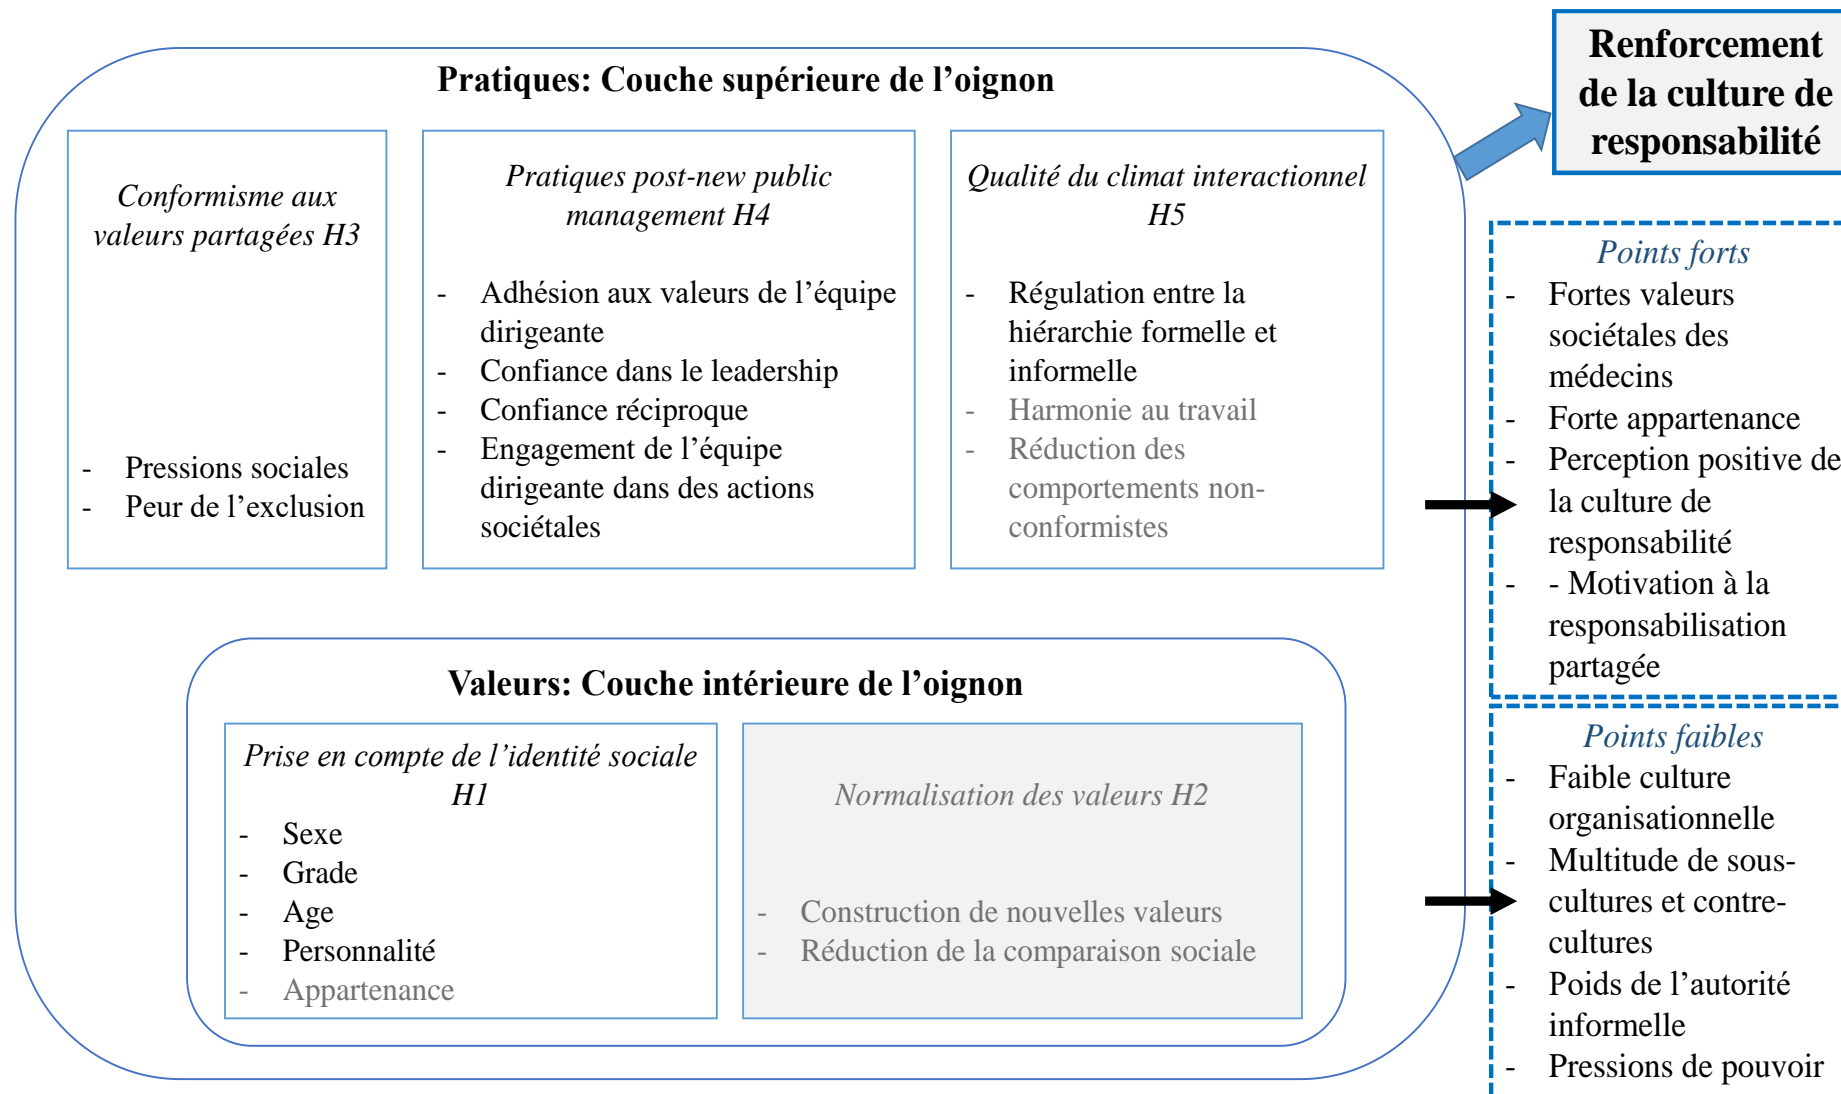 Pratiques: Couche supérieure de l’oignon
Conformisme aux
valeurs partagées H3
- Pressions sociales
- Peur de l’exclusion
Pratiques post-new public
management H4
- Adhésion aux valeurs de l’équipe
dirigeante
- Confiance dans le leadership
- Confiance réciproque
- Engagement de l’équipe
dirigeante dans des actions
sociétales
Qualité du climat interactionnel
H5
- Régulation entre la
hiérarchie formelle et
informelle
- Harmonie au travail
- Réduction des
comportements non-
conformistes
Valeurs: Couche intérieure de l’oignon
Prise en compte de l’identité sociale
H1
- Sexe
- Grade
- Age
- Personnalité
- Appartenance
Normalisation des valeurs H2
- Construction de nouvelles valeurs
- Réduction de la comparaison sociale
Renforcement
de la culture de
responsabilité
Points forts
- Fortes valeurs
sociétales des
médecins
- Forte appartenance
- Perception positive de
la culture de
responsabilité
- - Motivation à la
responsabilisation
partagée
Points faibles
- Faible culture
organisationnelle
- Multitude de sous-
cultures et contre-
cultures
- Poids de l’autorité
informelle
- Pressions de pouvoir